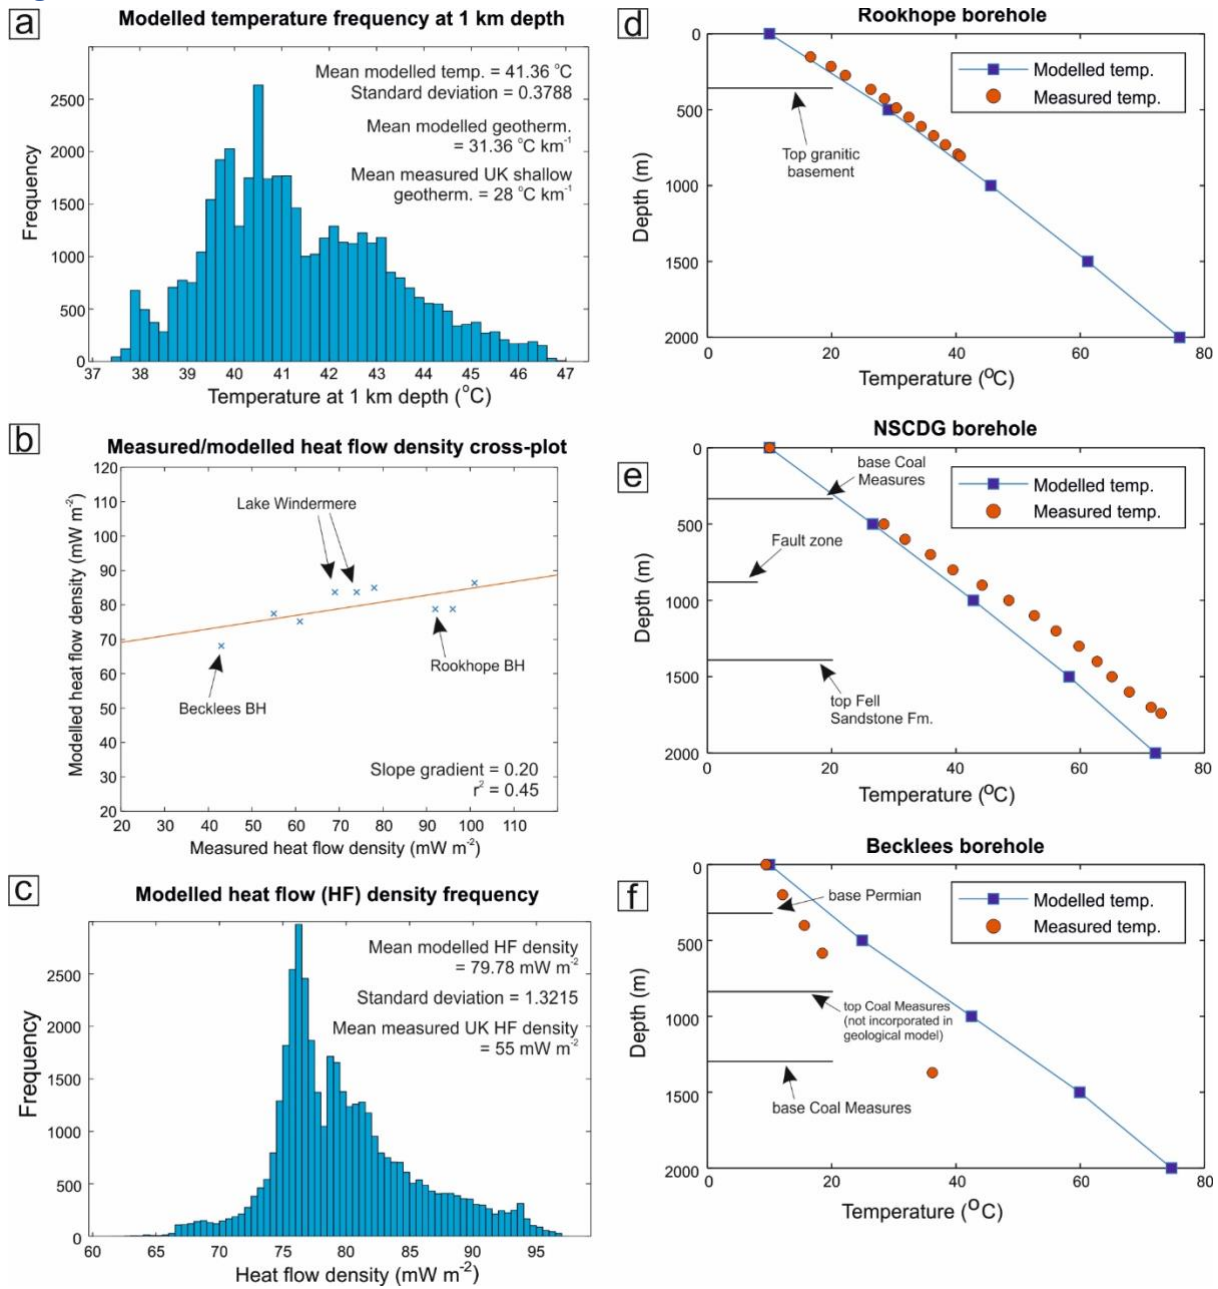 a
Modelled temperature frequency at 1 km depth
Mean modelled temp. = 41.36 °C
Standard deviation = 0.3788
Mean modelled geotherm.
= 31.36 °C km⁻¹
Mean measured UK shallow
geotherm. = 28 °C km⁻¹
Frequency
2500
2000
1500
1000
500
0
37 38 39 40 41 42 43 44 45 46 47
Temperature at 1 km depth (°C)
b
Measured/modelled heat flow density cross-plot
Modelled heat flow density (mW m⁻²)
120
110
100
90
80
70
60
50
40
30
20
Lake Windermere
Rookhope BH
Becklees BH
Slope gradient = 0.20
r² = 0.45
20 30 40 50 60 70 80 90 100 110
Measured heat flow density (mW m⁻²)
c
Modelled heat flow (HF) density frequency
Mean modelled HF density
= 79.78 mW m⁻²
Standard deviation = 1.3215
Mean measured UK HF density
= 55 mW m⁻²
Frequency
2500
2000
1500
1000
500
0
60 65 70 75 80 85 90 95
Heat flow density (mW m⁻²)
d
Rookhope borehole
Modelled temp.
Measured temp.
Top granitic
basement
Depth (m)
0
500
1000
1500
2000
0 20 40 60 80
Temperature (°C)
e
NSCDG borehole
Modelled temp.
Measured temp.
base Coal
Measures
Fault zone
top Fell
Sandstone Fm.
Depth (m)
0
500
1000
1500
2000
0 20 40 60 80
Temperature (°C)
f
Becklees borehole
Modelled temp.
Measured temp.
base Permian
top Coal Measures
(not incorporated in
geological model)
base Coal Measures
Depth (m)
0
500
1000
1500
2000
0 20 40 60 80
Temperature (°C)